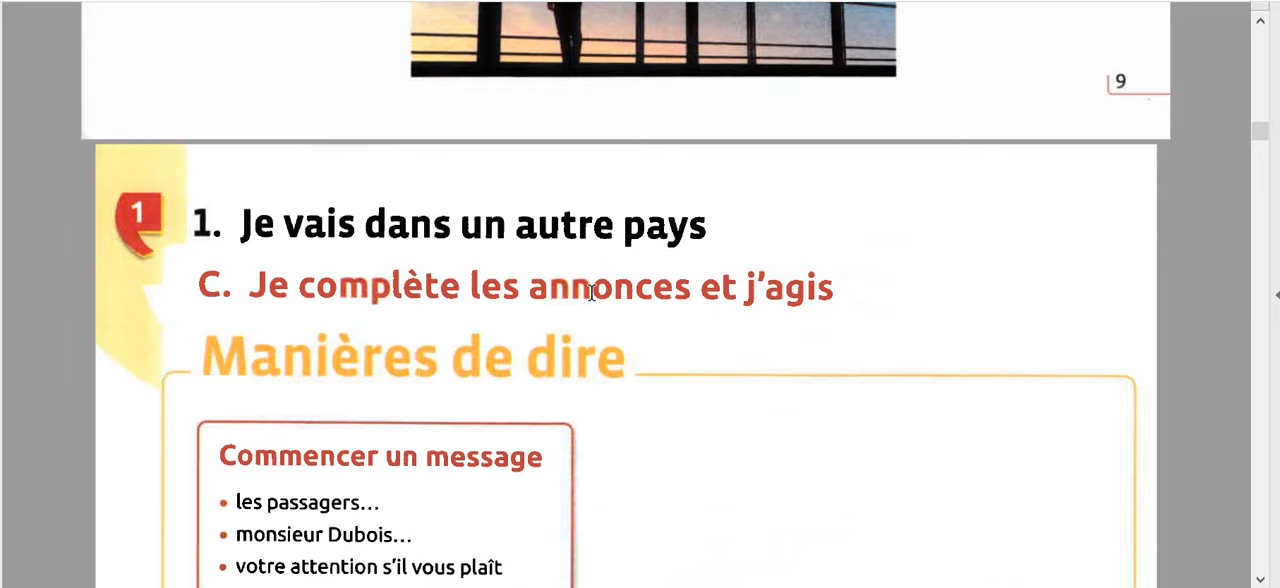 9
1
1. Je vais dans un autre pays
C. Je complète les annonces et j'agis
Manières de dire
Commencer un message
• les passagers...
• monsieur Dubois...
• votre attention s'il vous plaît